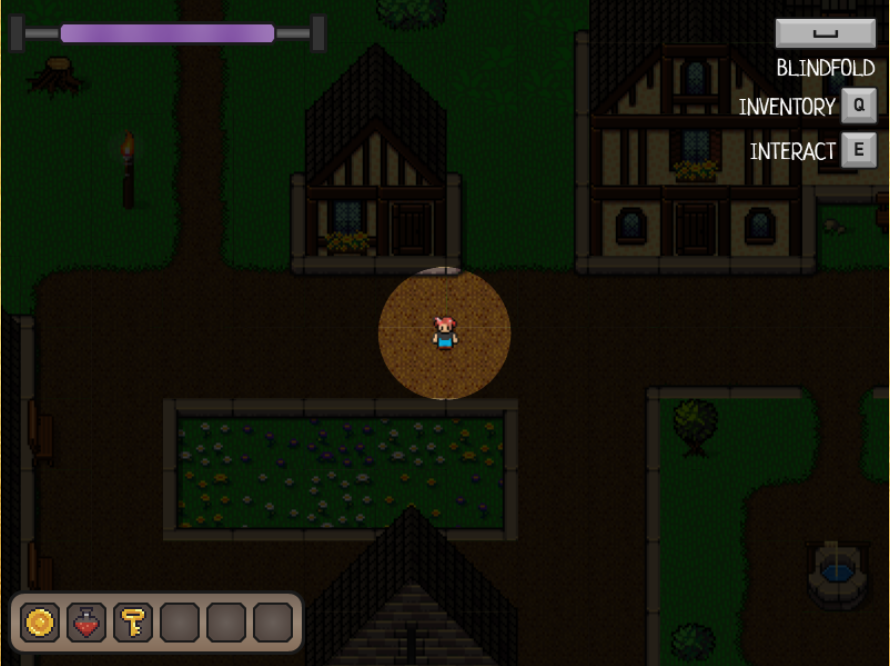 BLINDFOLD
INVENTORY Q
INTERACT E